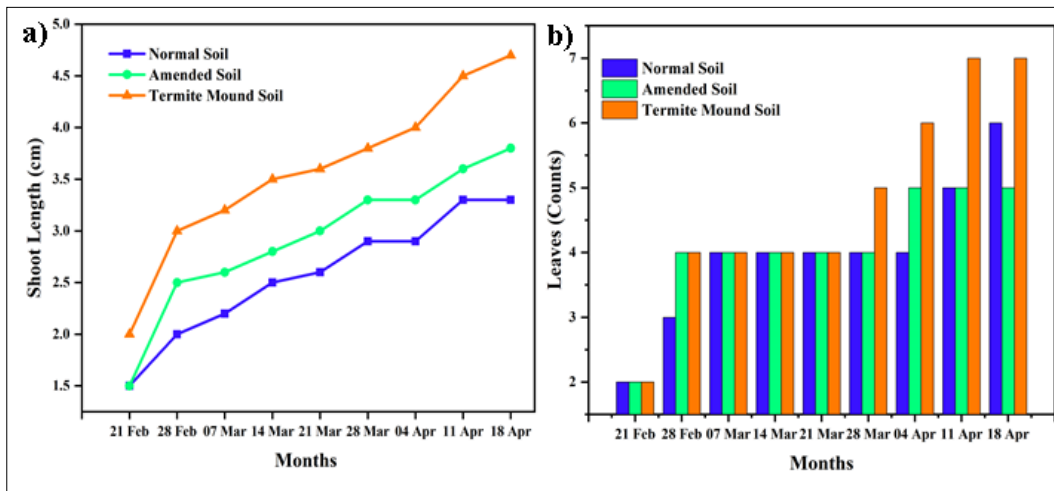 a)
Normal Soil
Amended Soil
Termite Mound Soil
Shoot Length (cm)
5.0
4.5
4.0
3.5
3.0
2.5
2.0
1.5
21 Feb 28 Feb 07 Mar 14 Mar 21 Mar 28 Mar 04 Apr 11 Apr 18 Apr
Months
b)
Normal Soil
Amended Soil
Termite Mound Soil
Leaves (Counts)
7
6
5
4
3
2
21 Feb 28 Feb 07 Mar 14 Mar 21 Mar 28 Mar 04 Apr 11 Apr 18 Apr
Months